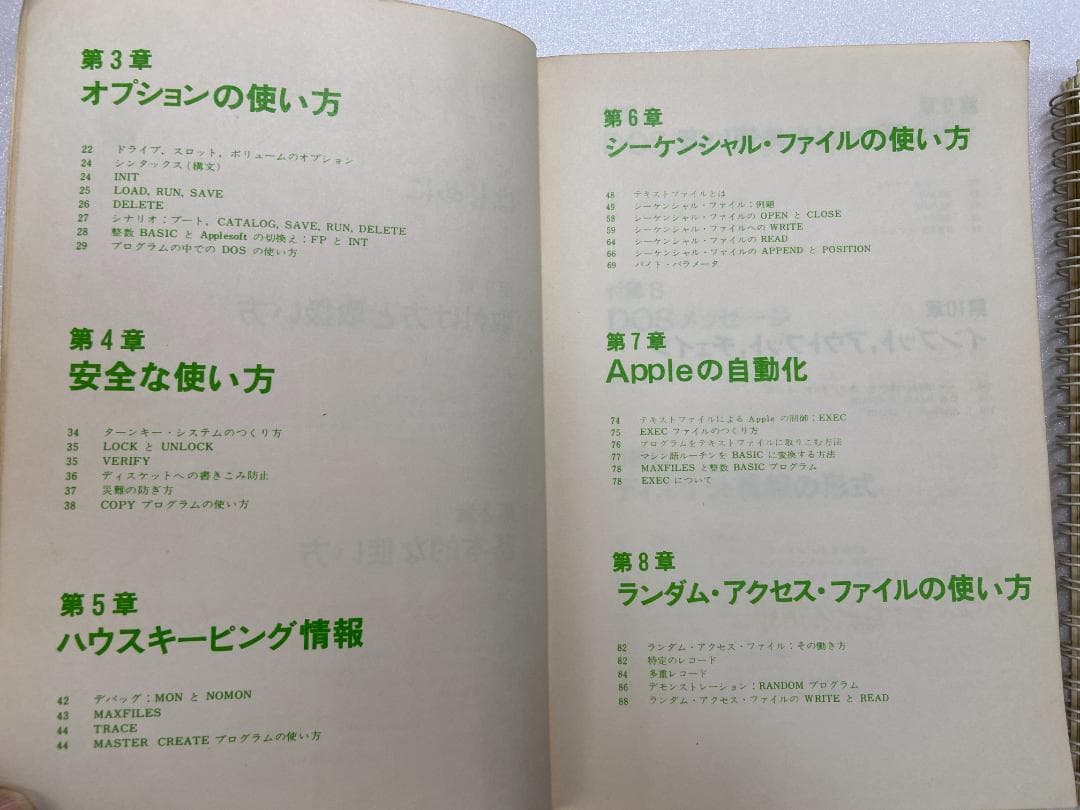 第3章
オプションの使い方
22 ドライブ，スロット，ボリュームのオプション
24 シンタックス（構文）
24 INIT
25 LOAD, RUN, SAVE
26 DELETE
27 シナリオ：ブート，CATALOG, SAVE, RUN, DELETE
28 整数 BASIC と Applesoft の切換え：FP と INT
29 プログラムの中での DOS の使い方
第4章
安全な使い方
34 ターンキー・システムのつくり方
35 LOCK と UNLOCK
35 VERIFY
36 ディスケットへの書きこみ防止
37 災難の防ぎ方
38 COPY プログラムの使い方
第5章
ハウスキーピング情報
42 デバッグ：MON と NOMON
43 MAXFILES
44 TRACE
44 MASTER CREATE プログラムの使い方
第6章
シーケンシャル・ファイルの使い方
48 テキストファイルとは
49 シーケンシャル・ファイル：例題
58 シーケンシャル・ファイルの OPEN と CLOSE
59 シーケンシャル・ファイルへの WRITE
64 シーケンシャル・ファイルの READ
66 シーケンシャル・ファイルの APPEND と POSITION
69 バイト・パラメータ
第7章
Appleの自動化
74 テキストファイルによる Apple の制御：EXEC
75 EXEC ファイルのつくり方
76 プログラムをテキストファイルに取りこむ方法
77 マシン語ルーチンを BASIC に変換する方法
78 MAXFILES と整数 BASIC プログラム
78 EXEC について
第8章
ランダム・アクセス・ファイルの使い方
82 ランダム・アクセス・ファイル：その働き方
82 特定のレコード
84 多重レコード
86 デモンストレーション：RANDOM プログラム
88 ランダム・アクセス・ファイルの WRITE と READ